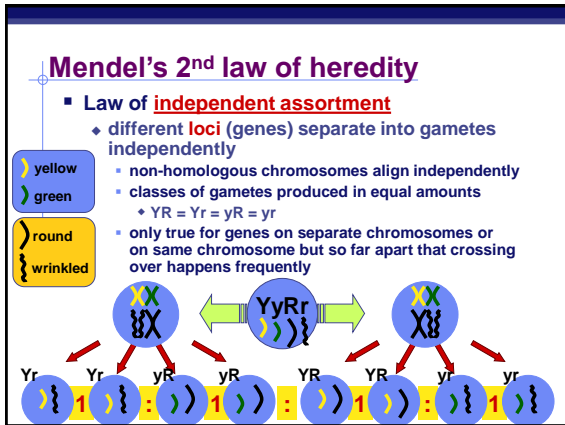 Mendel's 2nd law of heredity
Law of independent assortment
different loci (genes) separate into gametes
independently
non-homologous chromosomes align independently
classes of gametes produced in equal amounts
YR = Yr = yR = yr
only true for genes on separate chromosomes or
on same chromosome but so far apart that crossing
over happens frequently
yellow
green
round
wrinkled
YyRr
Yr Yr yR yR YR YR yr yr
1 : 1 : 1 : 1